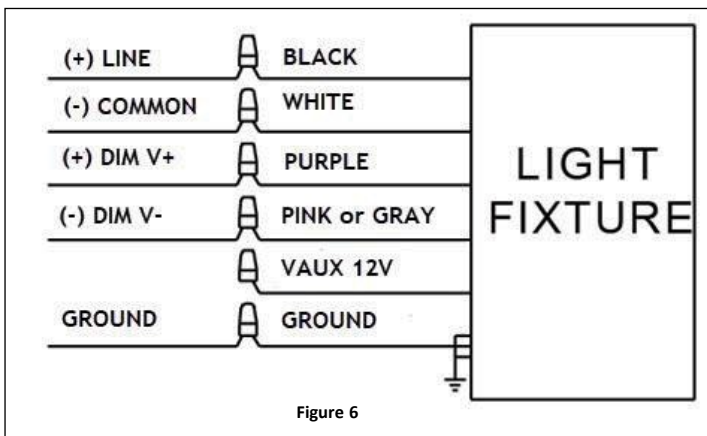 (+) LINE BLACK
(-) COMMON WHITE
(+) DIM V+ PURPLE
(-) DIM V- PINK or GRAY
VAUX 12V
GROUND GROUND
LIGHT
FIXTURE
Figure 6